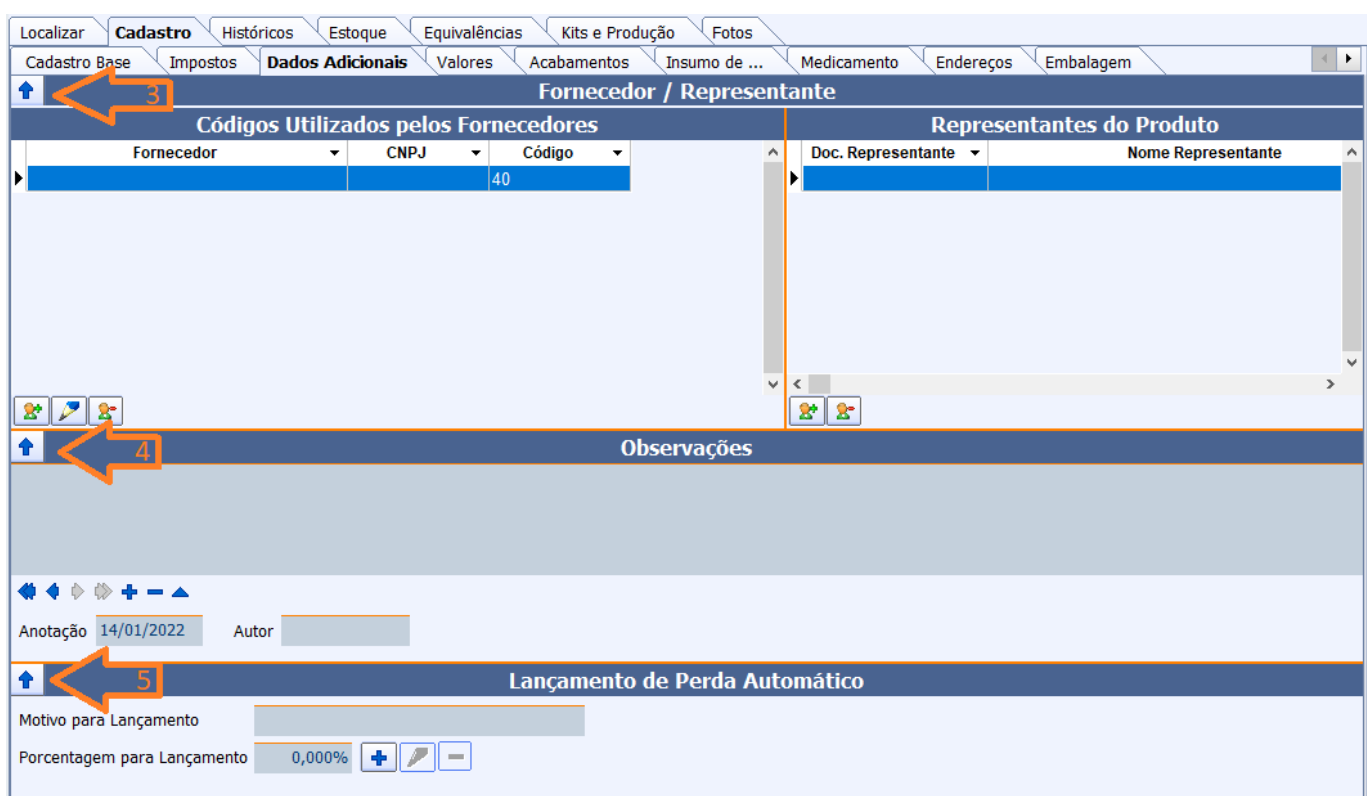 Localizar Cadastro Históricos Estoque Equivalências Kits e Produção Fotos
Cadastro Base Impostos Dados Adicionais Valores Acabamentos Insumo de ... Medicamento Endereços Embalagem
3 Fornecedor / Representante
Códigos Utilizados pelos Fornecedores Representantes do Produto
Fornecedor CNPJ Código Doc. Representante Nome Representante
40
4 Observações
Anotação 14/01/2022 Autor
5 Lançamento de Perda Automático
Motivo para Lançamento
Porcentagem para Lançamento 0,000%